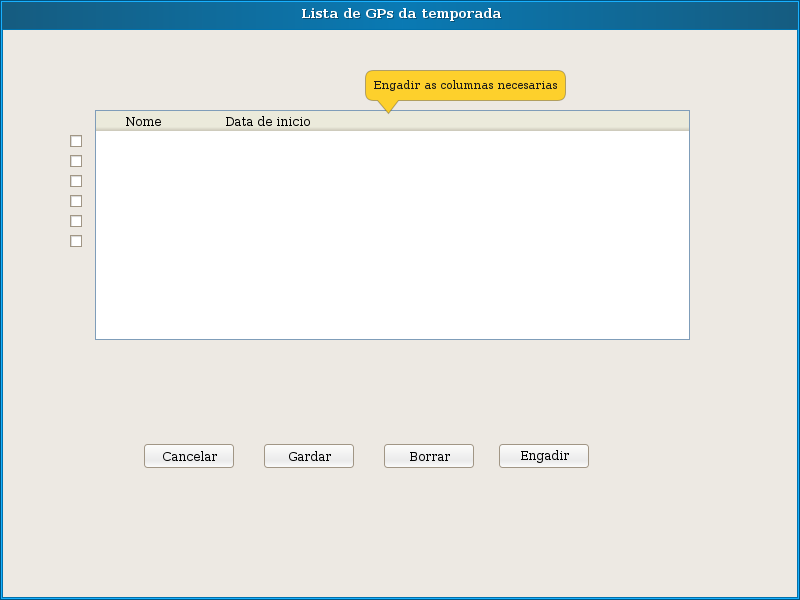 Lista de GPs da temporada
Engadir as columnas necesarias
Nome Data de inicio
Cancelar Gardar Borrar Engadir